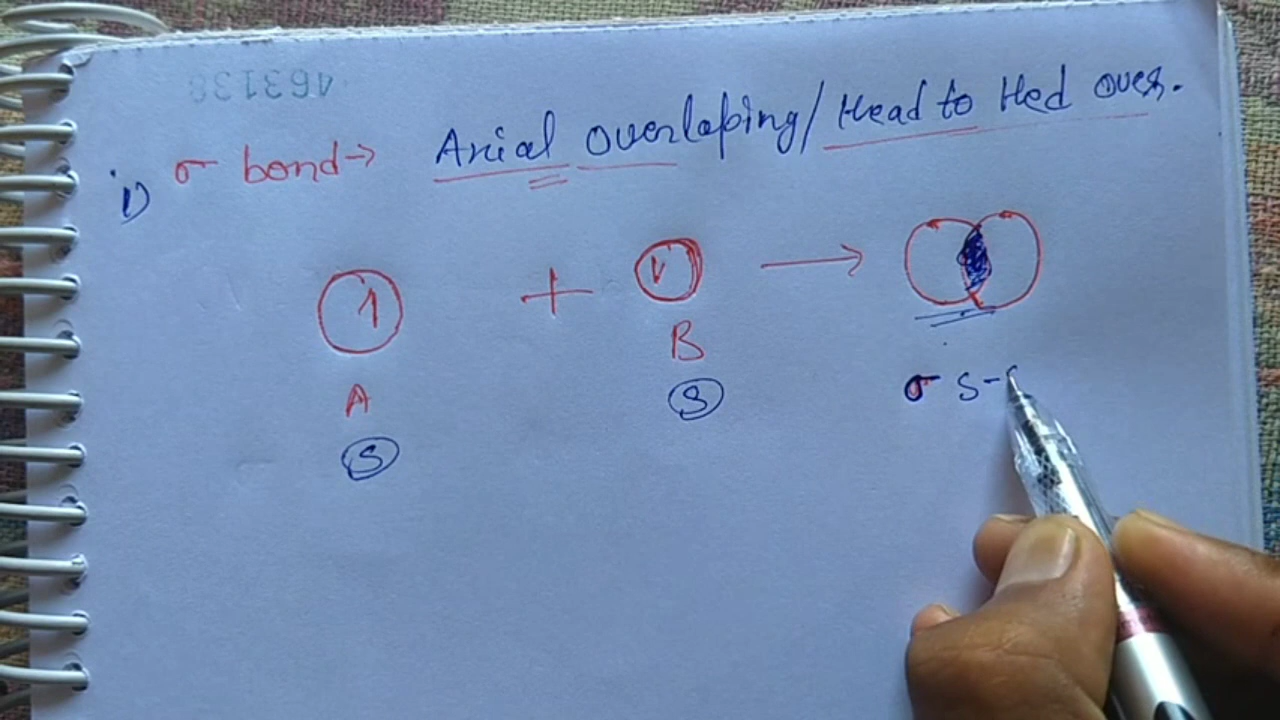 463138
i) σ bond → Axial overlaping/Head to Hed over.
1 + 1 →
A B
S S
σ s-s